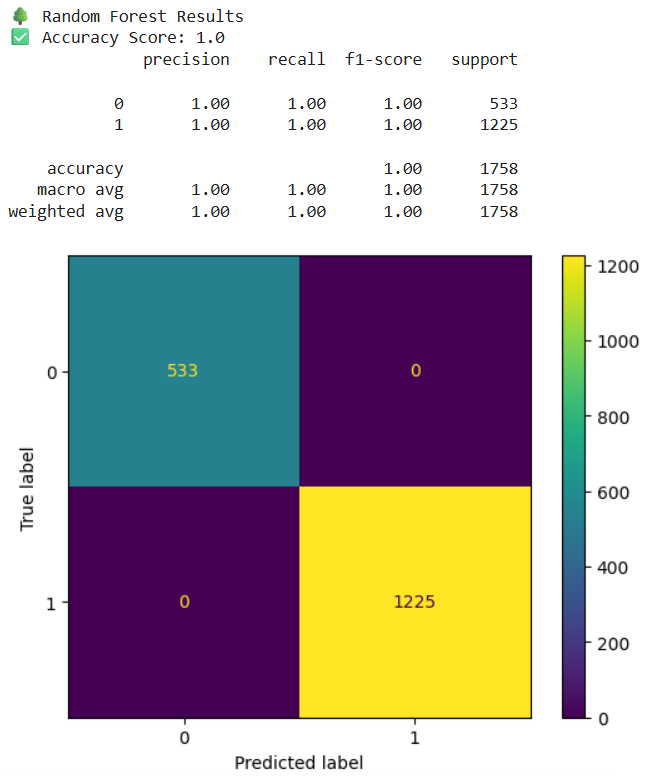 🌳 Random Forest Results
✅ Accuracy Score: 1.0
precision recall f1-score support
0 1.00 1.00 1.00 533
1 1.00 1.00 1.00 1225
accuracy 1.00 1758
macro avg 1.00 1.00 1.00 1758
weighted avg 1.00 1.00 1.00 1758
1200
1000
800
600
400
200
0
True label
0
533 0
1
0 1225
0 1
Predicted label